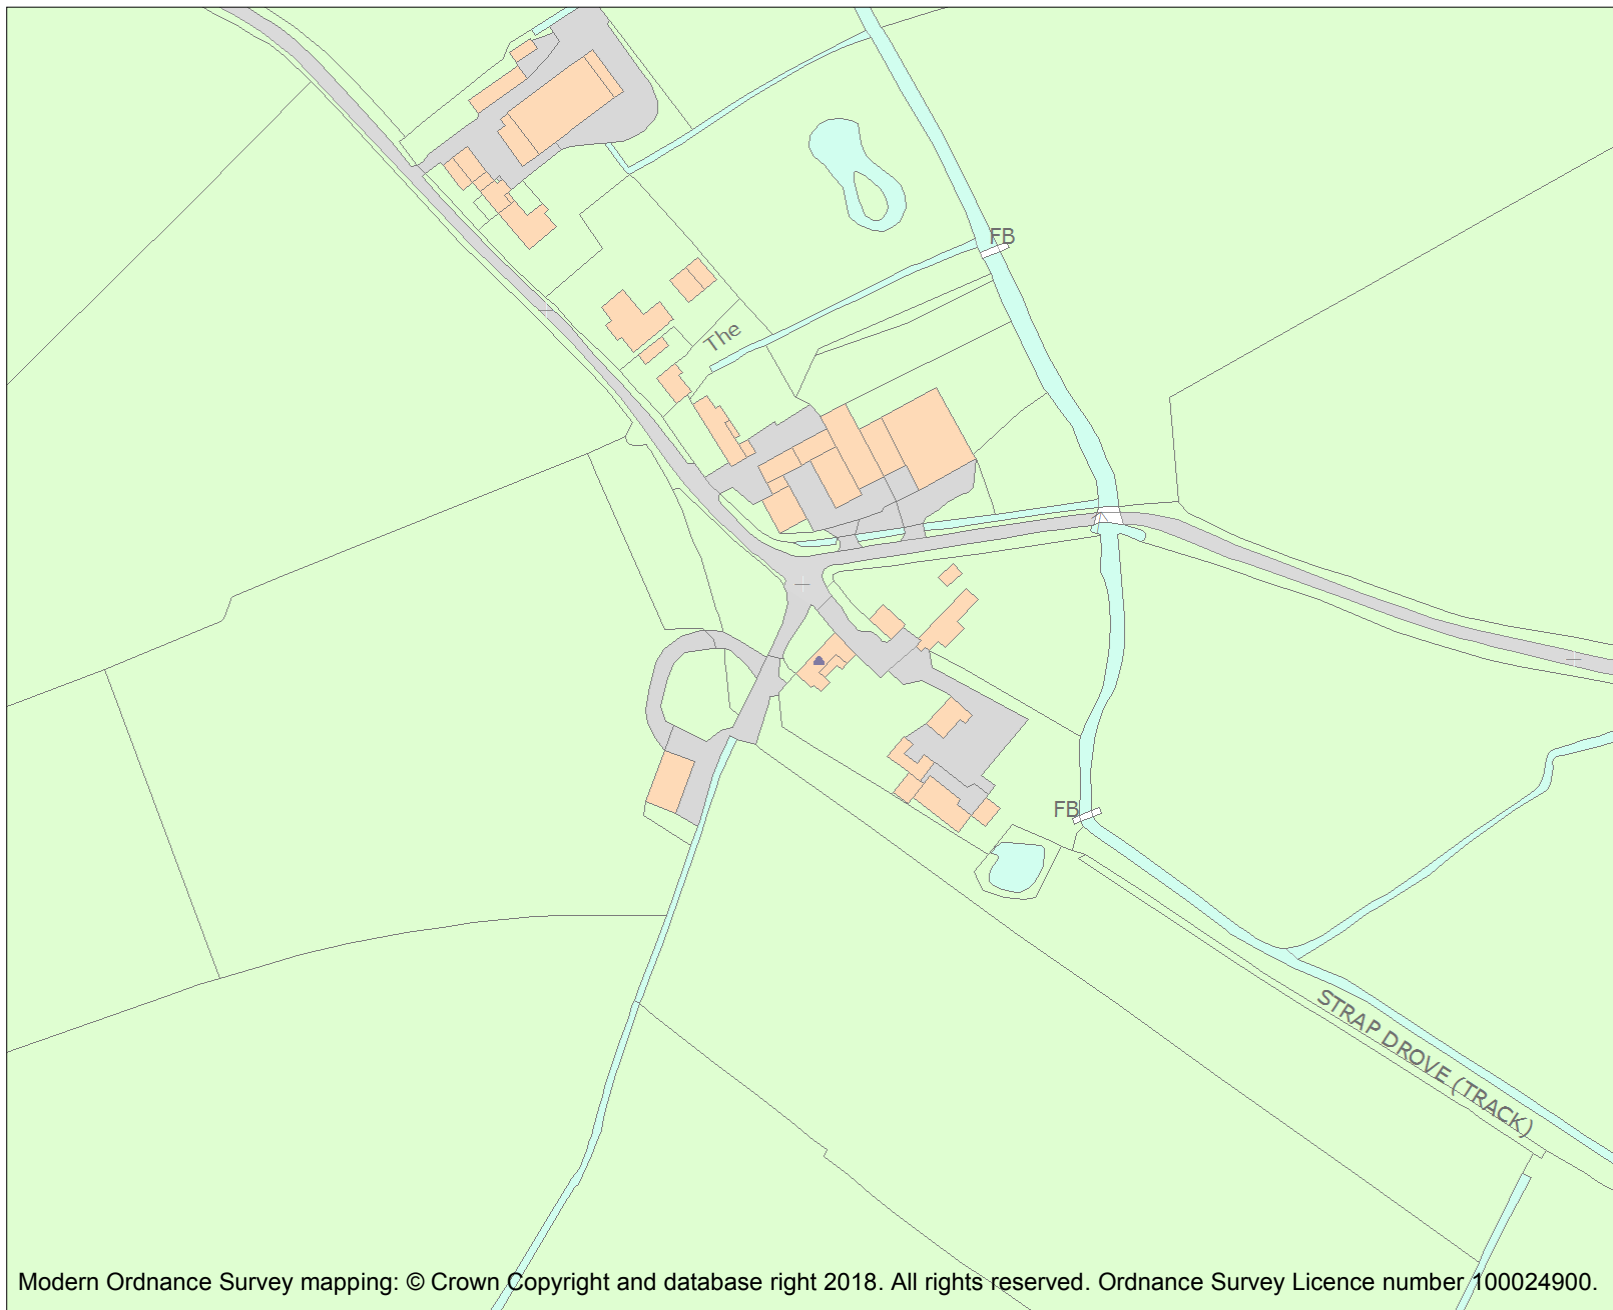 FB
The
FB
STRAP DROVE (TRACK)
Modern Ordnance Survey mapping: © Crown Copyright and database right 2018. All rights reserved. Ordnance Survey Licence number 100024900.